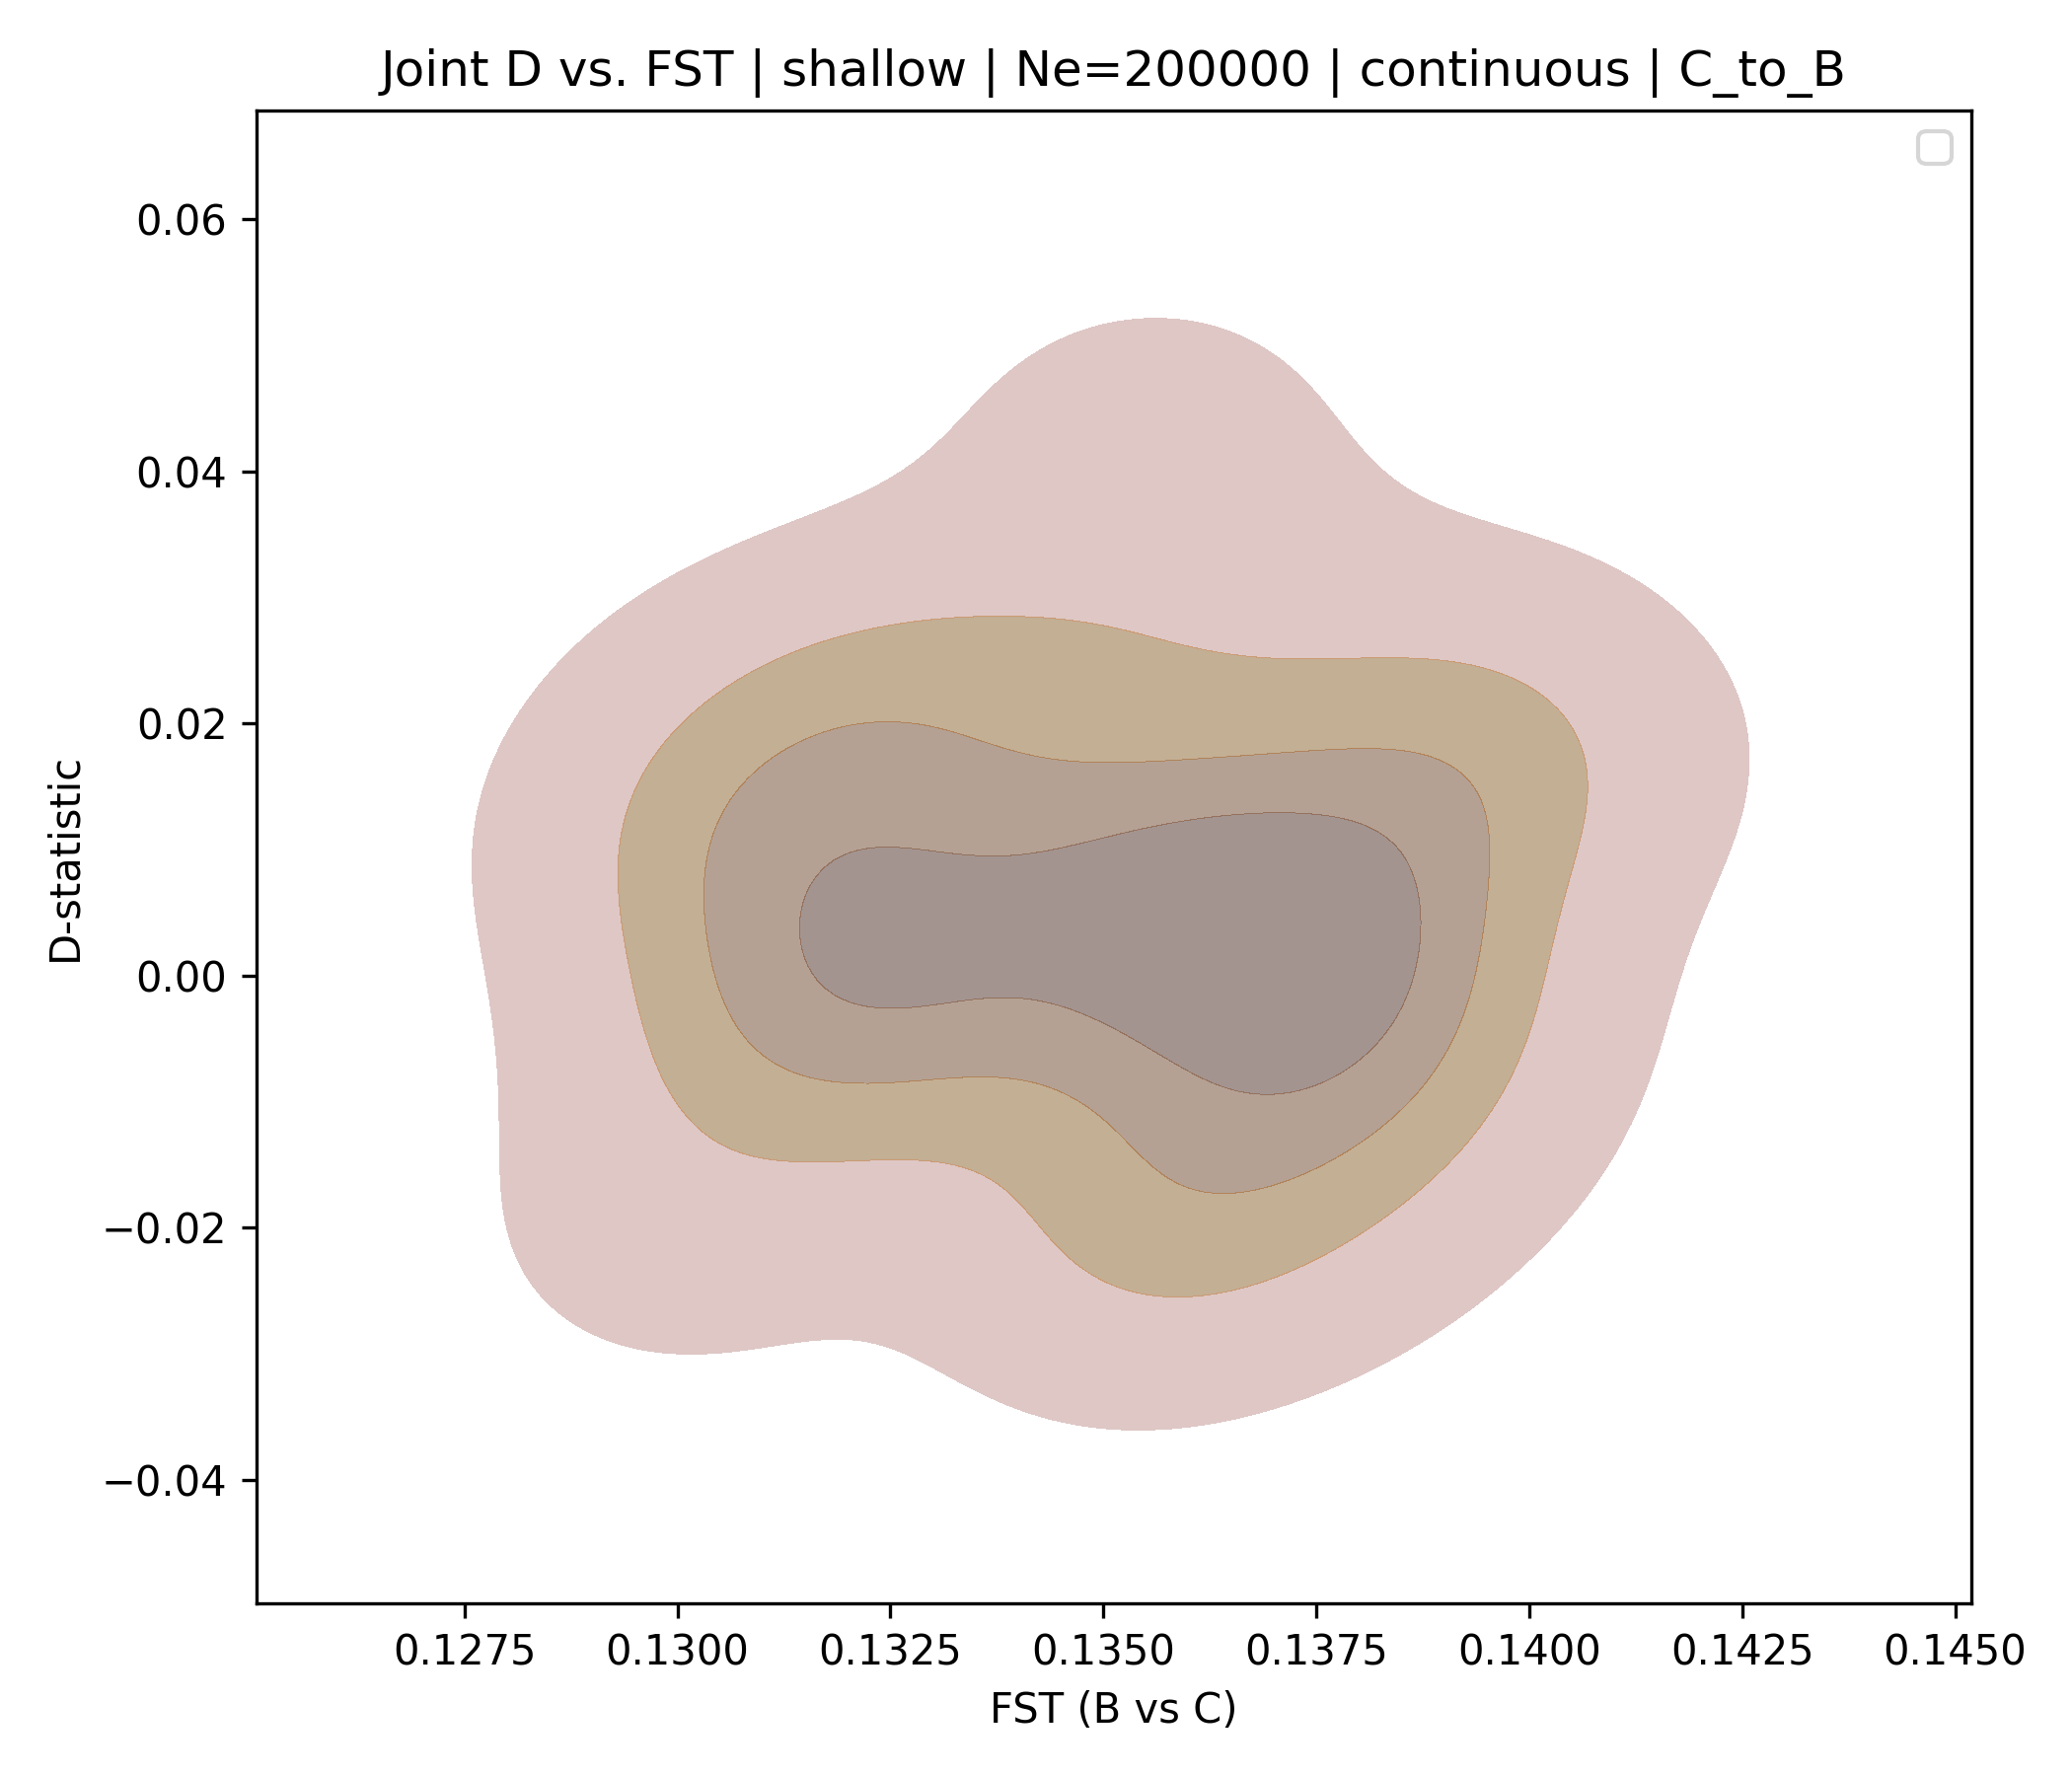 Joint D vs. FST | shallow | Ne=200000 | continuous | C_to_B
0.06
0.04
0.02
0.00
−0.02
−0.04
D-statistic
0.1275 0.1300 0.1325 0.1350 0.1375 0.1400 0.1425 0.1450
FST (B vs C)